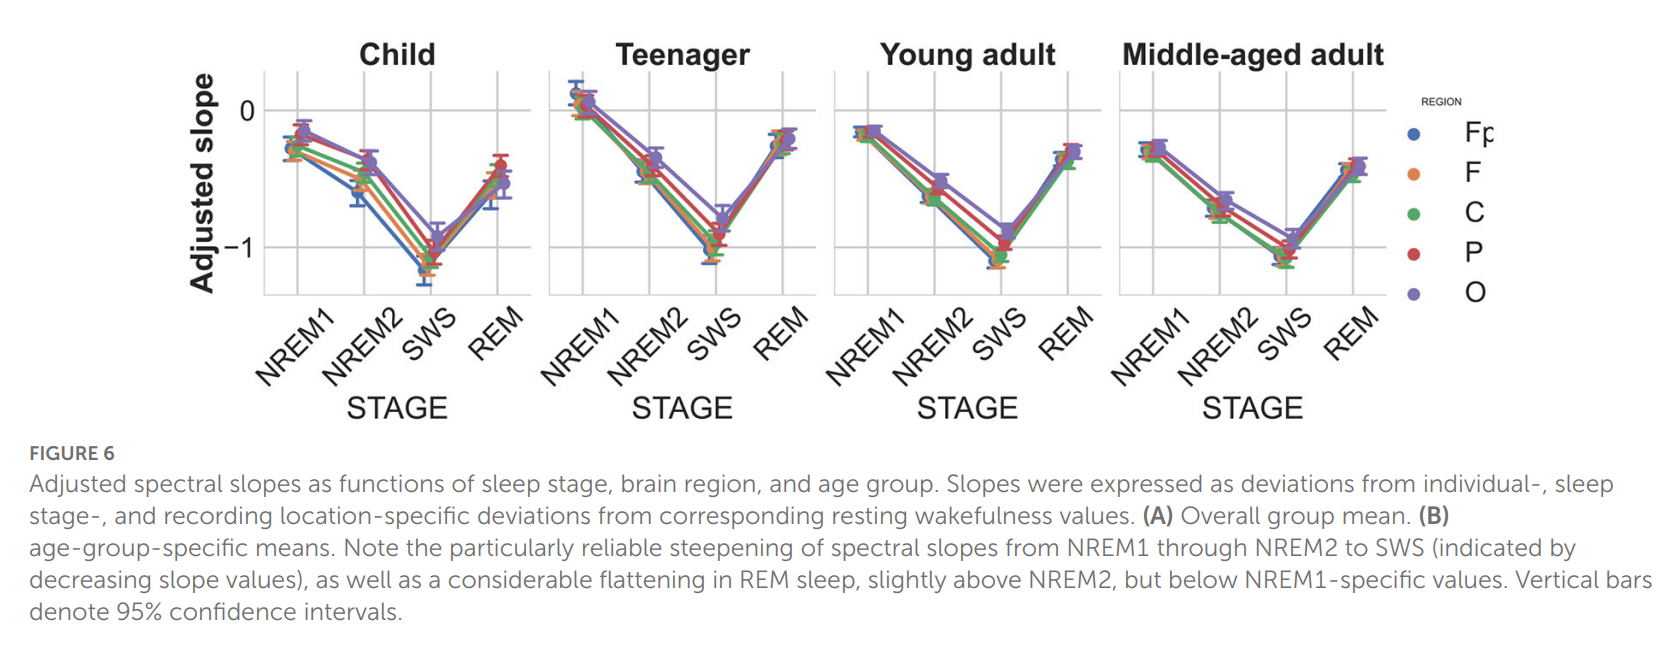 Child Teenager Young adult Middle-aged adult
Adjusted slope
0
−1
REGION
Fp
F
C
P
O
NREM1 NREM2 SWS REM NREM1 NREM2 SWS REM NREM1 NREM2 SWS REM NREM1 NREM2 SWS REM
STAGE STAGE STAGE STAGE
FIGURE 6
Adjusted spectral slopes as functions of sleep stage, brain region, and age group. Slopes were expressed as deviations from individual-, sleep
stage-, and recording location-specific deviations from corresponding resting wakefulness values. (A) Overall group mean. (B)
age-group-specific means. Note the particularly reliable steepening of spectral slopes from NREM1 through NREM2 to SWS (indicated by
decreasing slope values), as well as a considerable flattening in REM sleep, slightly above NREM2, but below NREM1-specific values. Vertical bars
denote 95% confidence intervals.